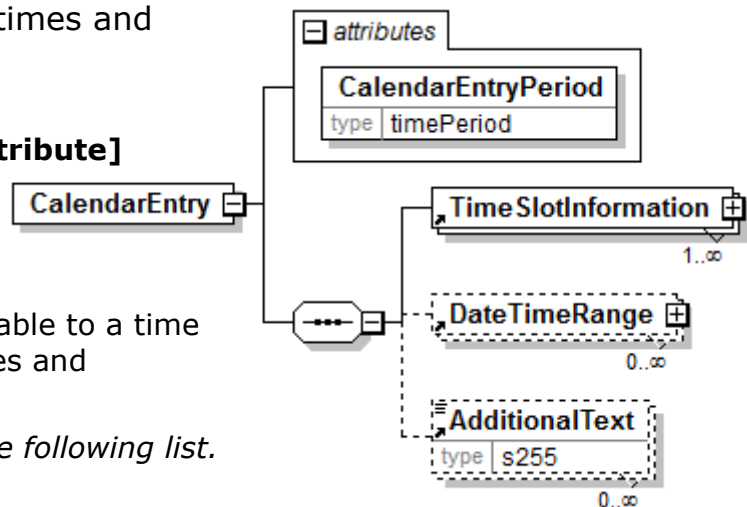 times and
attributes
CalendarEntryPeriod
type timePeriod
tribute]
CalendarEntry
TimeSlotInformation
1..∞
able to a time
es and
DateTimeRange
0..∞
e following list.
AdditionalText
type s255
0..∞